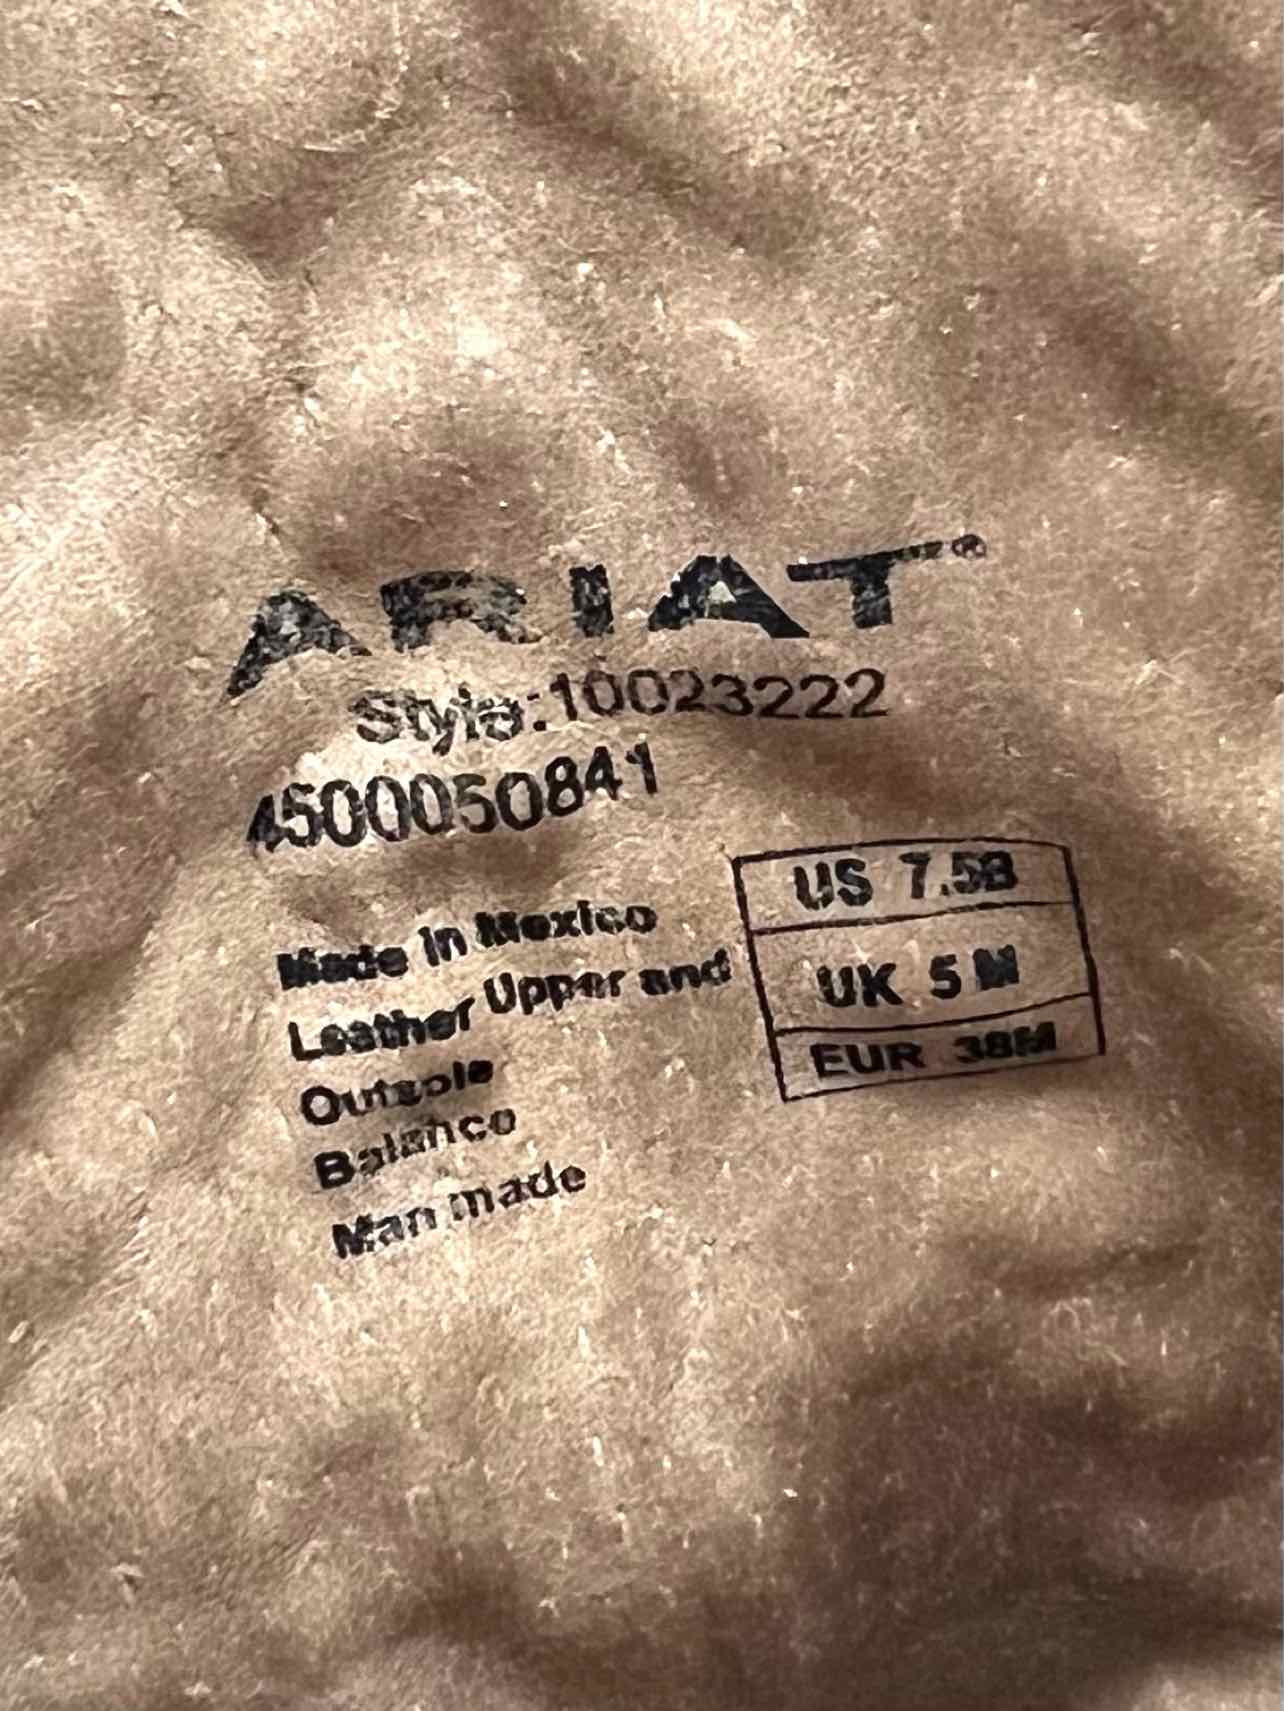 ARIAT®
Style:10023222
4500050841
Made in Mexico
Leather Upper and
Outsole
Balance
Man made
US 7.5B
UK 5 M
EUR 38M